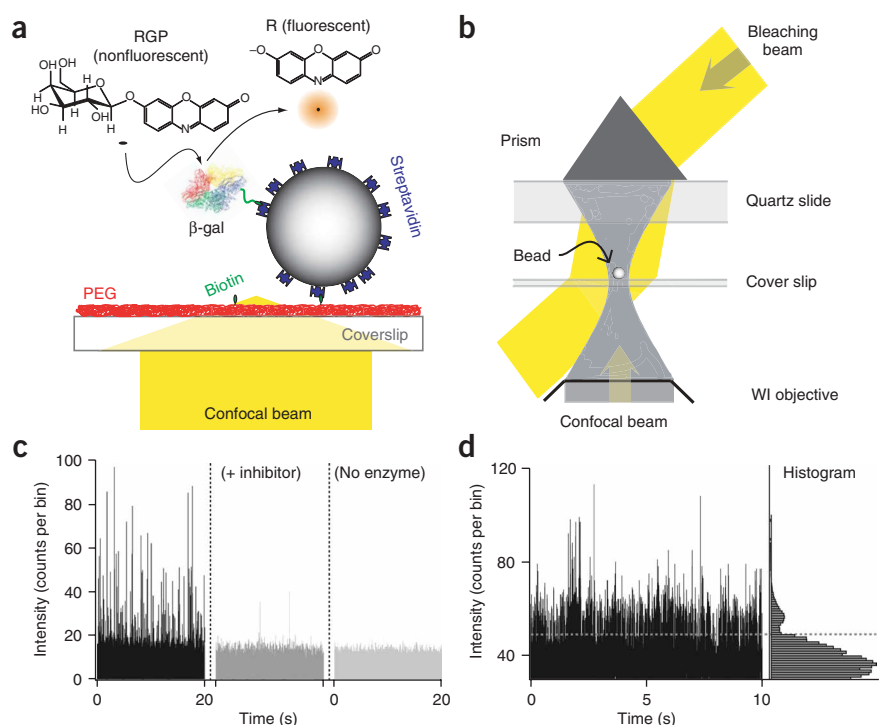 a
RGP
(nonfluorescent)
R (fluorescent)
–O
O
O
N
OH
OH
HO
H
O
H
H
OH
H
O
O
O
N
β-gal
Streptavidin
PEG
Biotin
Coverslip
Confocal beam
b
Bleaching
beam
Prism
Quartz slide
Bead
Cover slip
WI objective
Confocal beam
c
Intensity (counts per bin)
100
80
60
40
20
0
(+ inhibitor)
(No enzyme)
0
20
0
20
Time (s)
d
Intensity (counts per bin)
120
80
40
Histogram
0
5
10
Time (s)